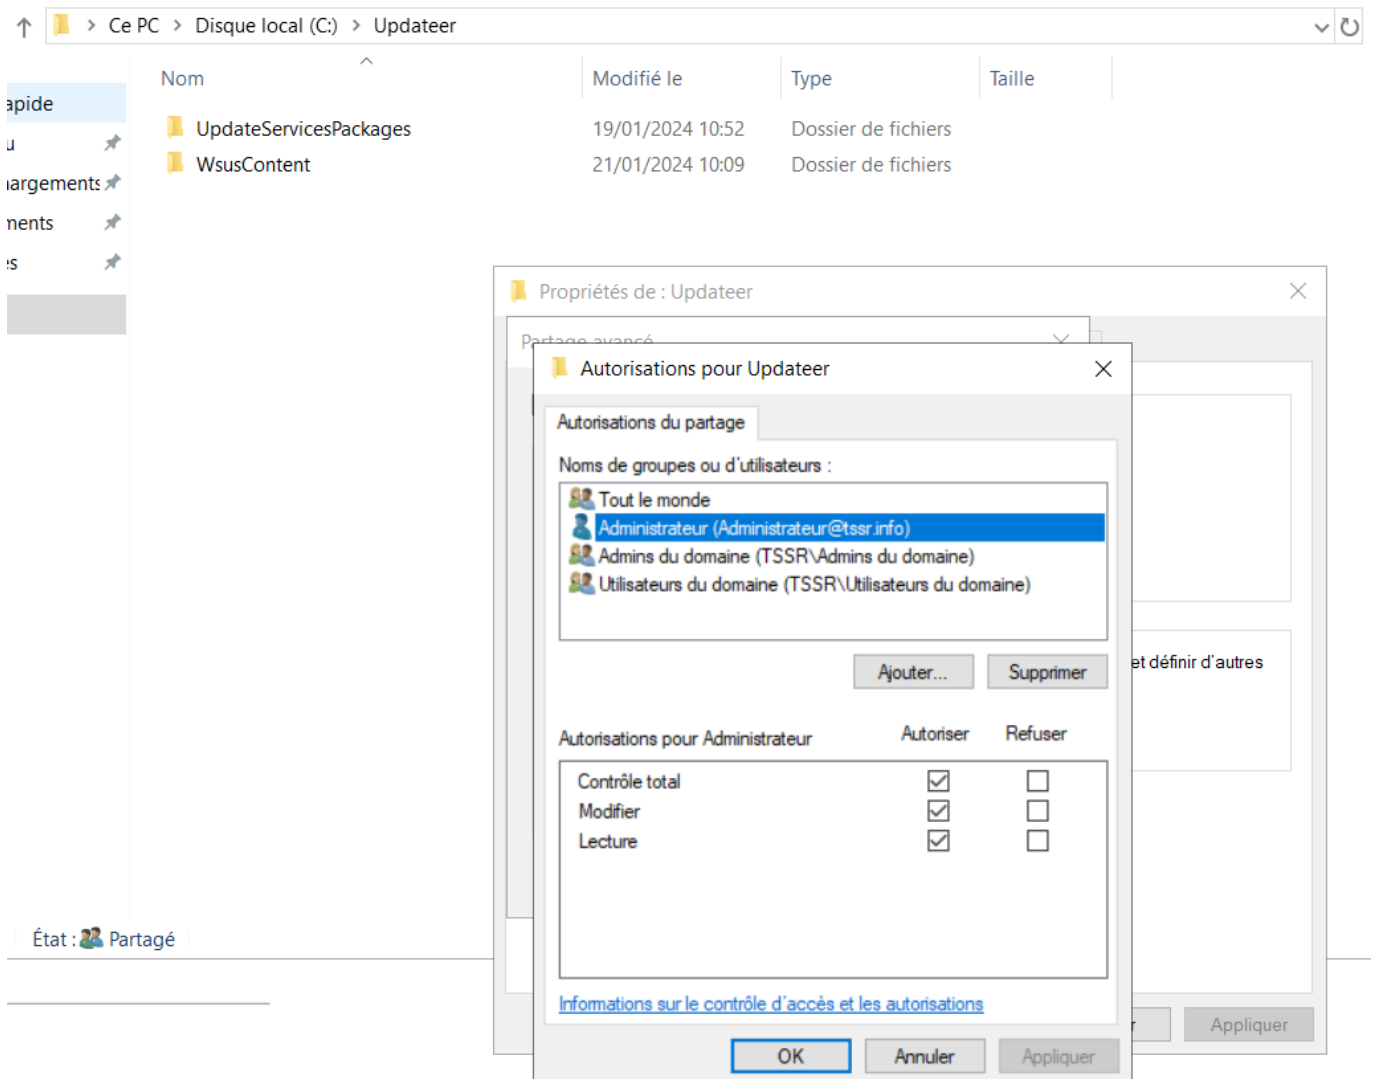 Ce PC > Disque local (C:) > Updateer
Nom Modifié le Type Taille
apide
UpdateServicesPackages 19/01/2024 10:52 Dossier de fichiers
WsusContent 21/01/2024 10:09 Dossier de fichiers
argements
ments
es
Propriétés de : Updateer
Partage avancé
Autorisations pour Updateer
Autorisations du partage
Noms de groupes ou d'utilisateurs :
Tout le monde
Administrateur (Administrateur@tssr.info)
Admins du domaine (TSSR\Admins du domaine)
Utilisateurs du domaine (TSSR\Utilisateurs du domaine)
et définir d'autres
Ajouter... Supprimer
Autorisations pour Administrateur Autoriser Refuser
Contrôle total
Modifier
Lecture
État : Partagé
Informations sur le contrôle d'accès et les autorisations
r Appliquer
OK Annuler Appliquer